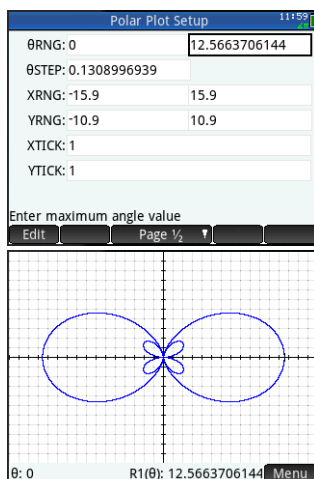 Polar Plot Setup 11:59
θRNG: 0 12.5663706144
θSTEP: 0.1308996939
XRNG: -15.9 15.9
YRNG: -10.9 10.9
XTICK: 1
YTICK: 1
Enter maximum angle value
Edit Page ½
θ: 0 R1(θ): 12.5663706144 Menu